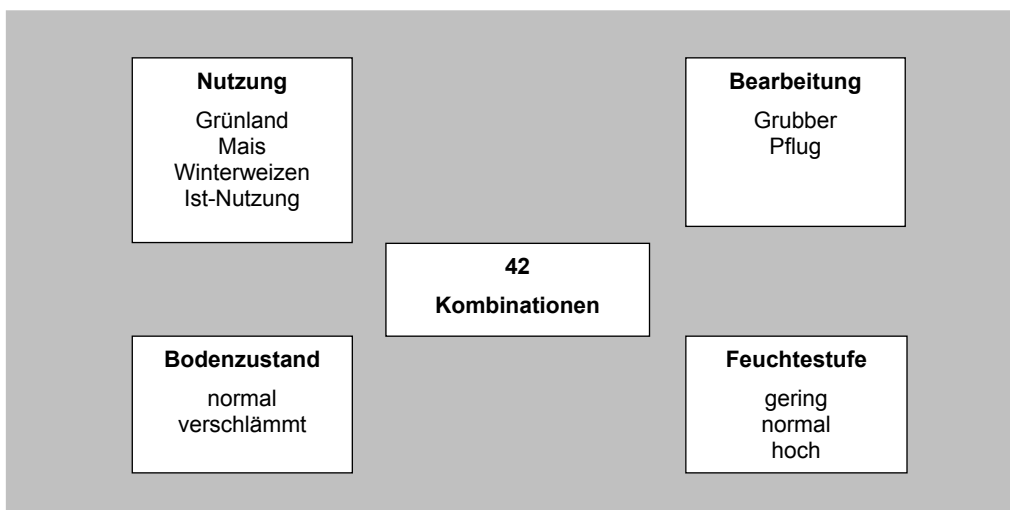 Nutzung
Grünland
Mais
Winterweizen
Ist-Nutzung
Bearbeitung
Grubber
Pflug
42
Kombinationen
Bodenzustand
normal
verschlämmt
Feuchtestufe
gering
normal
hoch